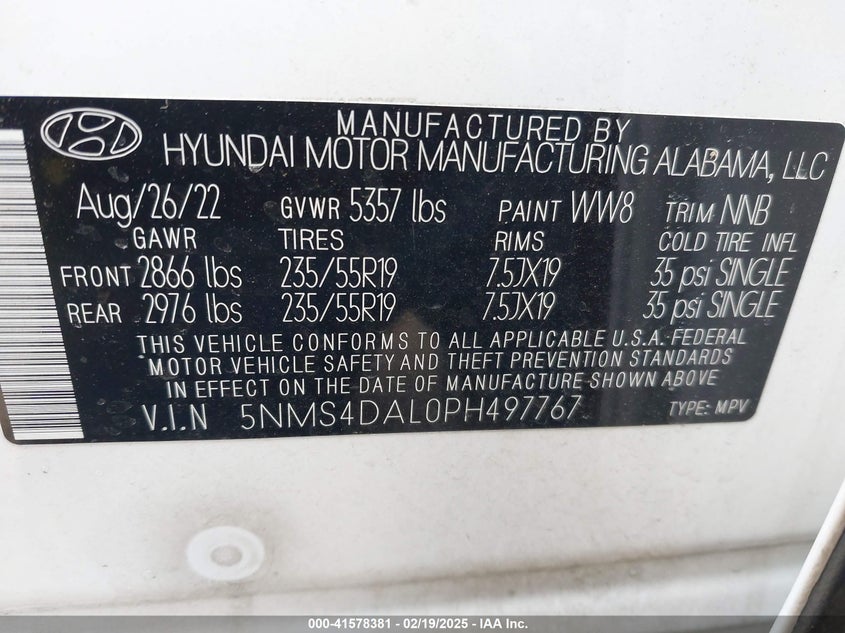 MANUFACTURED BY
HYUNDAI MOTOR MANUFACTURING ALABAMA, LLC
Aug/26/22 GVWR 5357 lbs PAINT WW8 TRIM NNB
GAWR TIRES RIMS COLD TIRE INFL
FRONT 2866 lbs 235/55R19 7.5JX19 35 psi SINGLE
REAR 2976 lbs 235/55R19 7.5JX19 35 psi SINGLE
THIS VEHICLE CONFORMS TO ALL APPLICABLE U.S.A. FEDERAL
MOTOR VEHICLE SAFETY AND THEFT PREVENTION STANDARDS
IN EFFECT ON THE DATE OF MANUFACTURE SHOWN ABOVE
V.I.N 5NMS4DAL0PH497767 TYPE: MPV
000-41578381 - 02/19/2025 - IAA Inc.